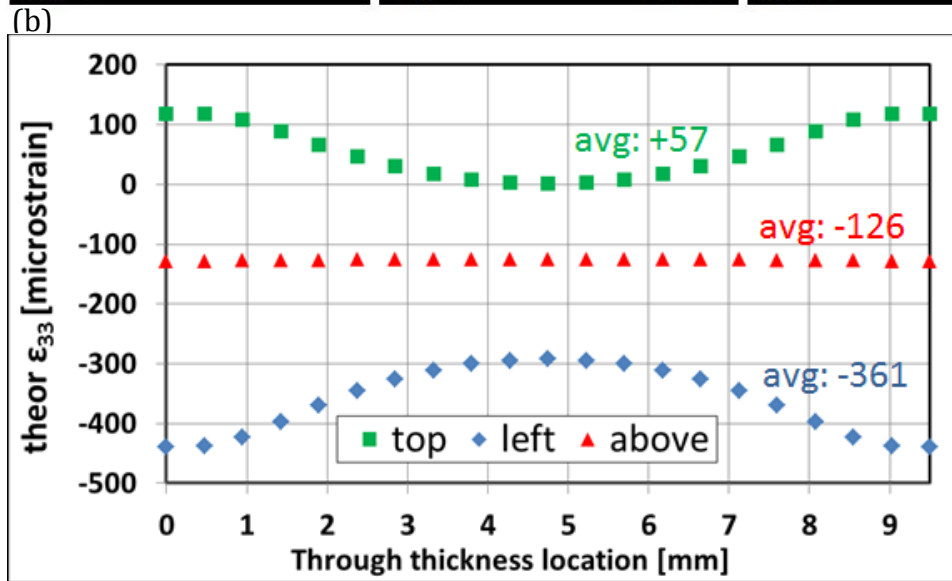 (b)
200
100
0
-100
-200
-300
-400
-500
theor ε33 [microstrain]
avg: +57
avg: -126
avg: -361
top left above
0 1 2 3 4 5 6 7 8 9
Through thickness location [mm]